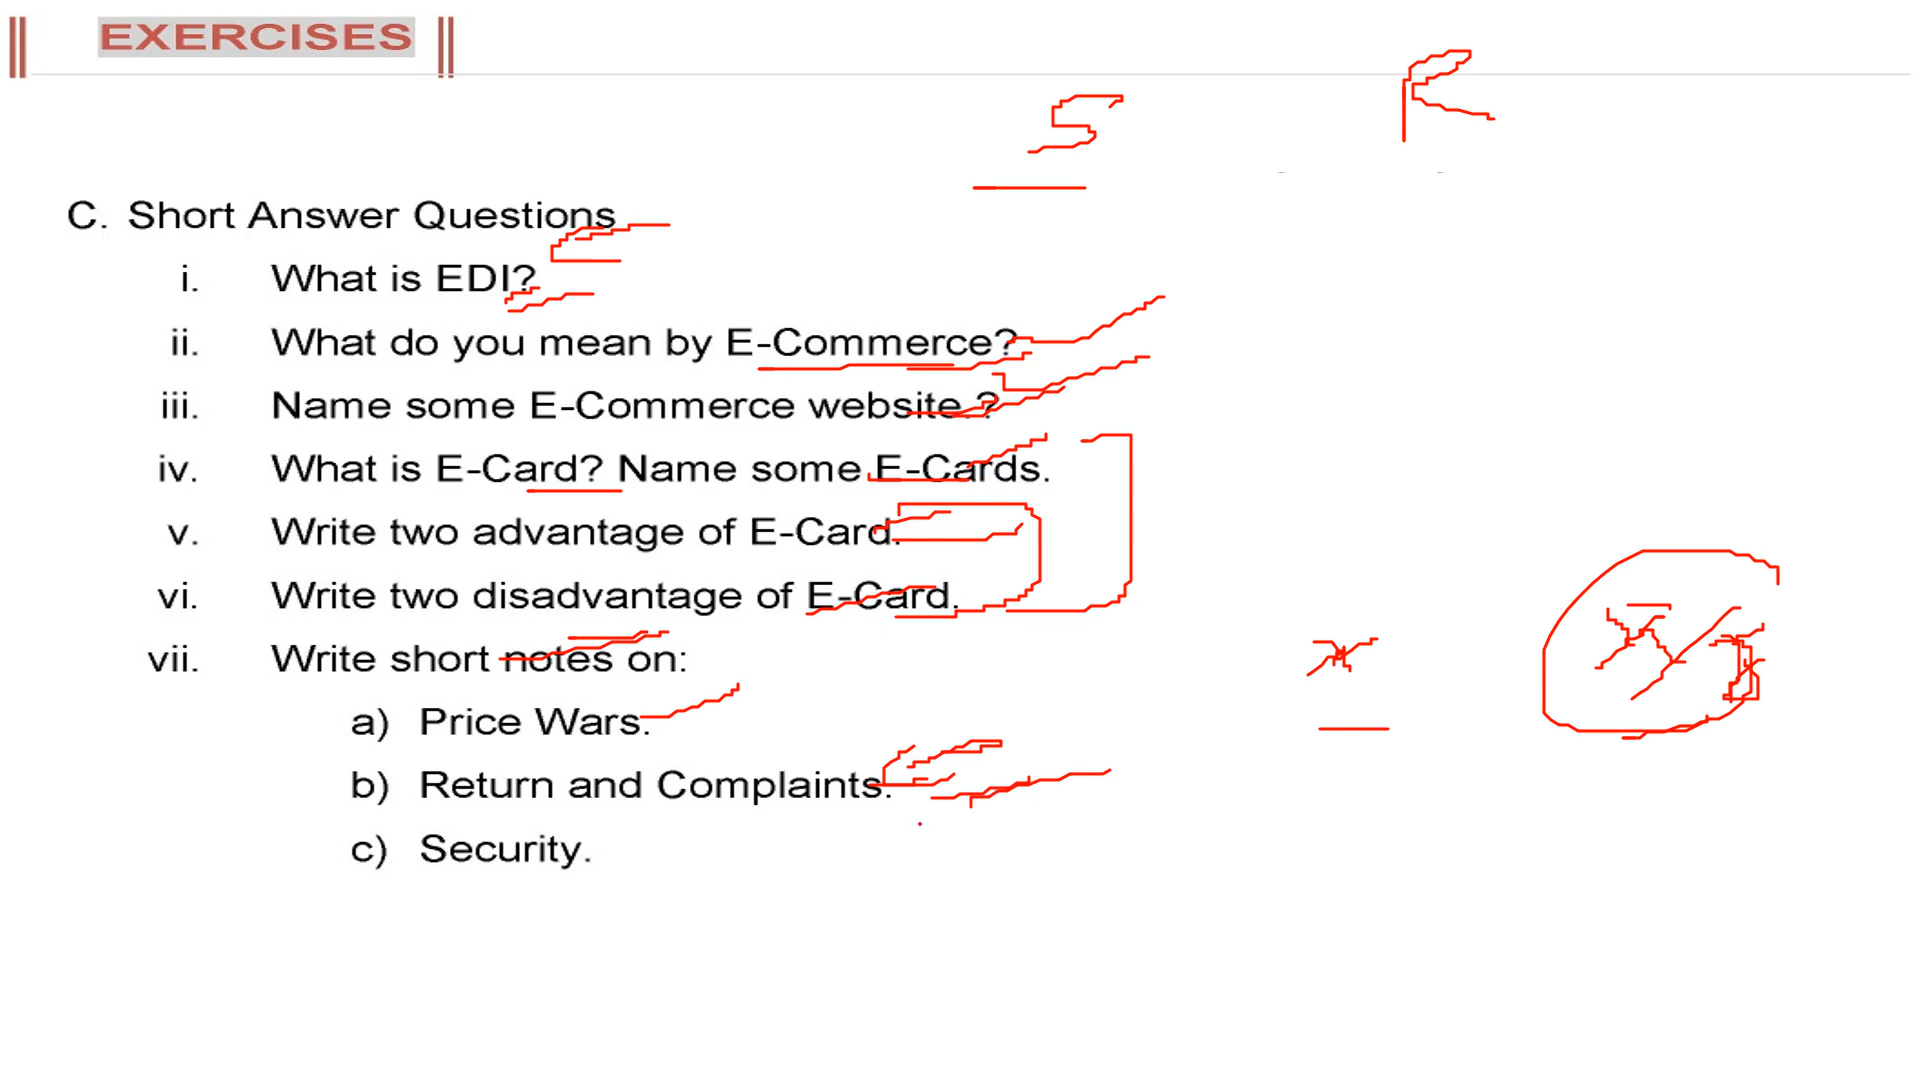 EXERCISES
S
R
C. Short Answer Questions
i. What is EDI?
ii. What do you mean by E-Commerce?
iii. Name some E-Commerce website.?
iv. What is E-Card? Name some E-Cards.
v. Write two advantage of E-Card.
vi. Write two disadvantage of E-Card.
vii. Write short notes on:
a) Price Wars.
b) Return and Complaints.
c) Security.